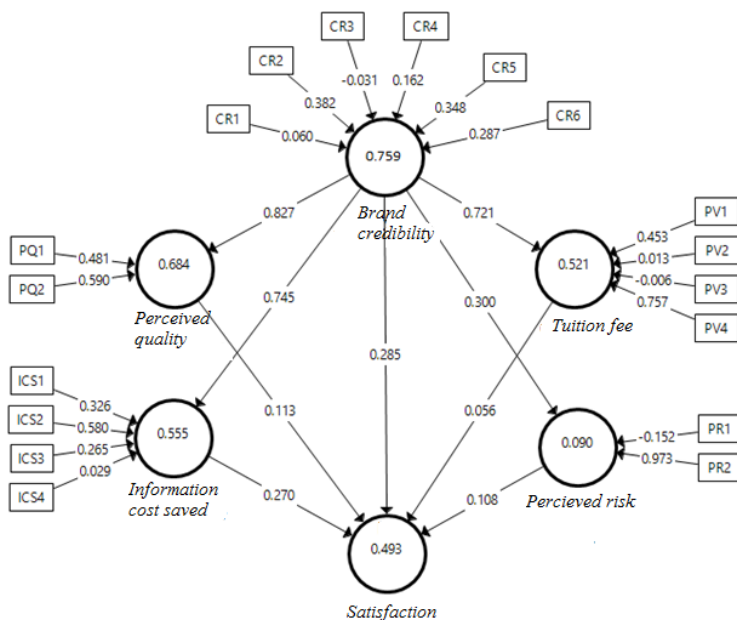 CR3
CR4
CR2
CR5
-0.031
0.162
0.382
0.348
CR1
CR6
0.060
0.287
0.759
Brand
credibility
0.827
0.721
PV1
0.453
PV2
PQ1
0.481
0.013
0.684
0.521
PV3
PQ2
0.590
-0.006
0.757
PV4
Perceived
quality
0.745
0.300
Tuition fee
0.285
ICS1
0.326
ICS2
0.580
0.113
0.056
0.555
0.090
-0.152
PR1
ICS3
0.265
0.973
PR2
ICS4
0.029
Information
cost saved
0.270
0.108
Percieved risk
0.493
Satisfaction